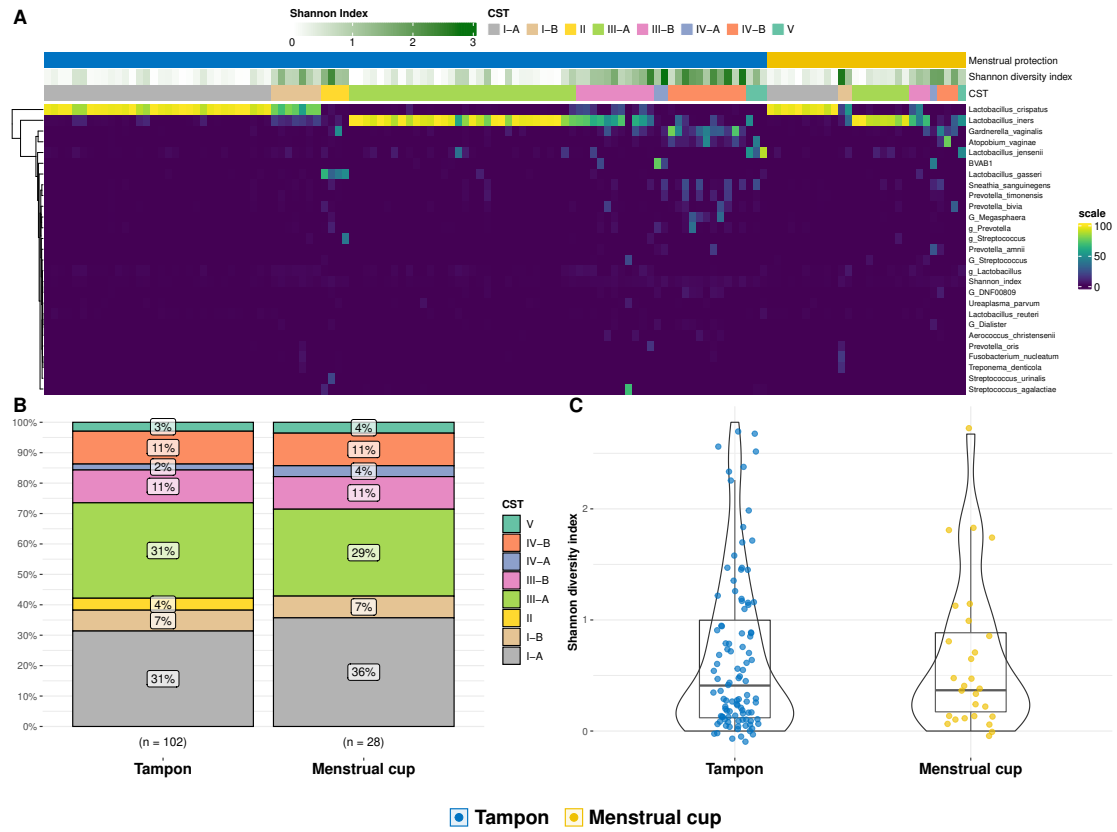 A
Shannon Index
0 1 2 3
CST
I−A I−B II III−A III−B IV−A IV−B V
Menstrual protection
Shannon diversity index
CST
Lactobacillus_crispatus
Lactobacillus_iners
Gardnerella_vaginalis
Atopobium_vaginae
Lactobacillus_jensenii
BVAB1
Lactobacillus_gasseri
Sneathia_sanguinegens
Prevotella_timonensis
Prevotella_bivia
G_Megasphaera
g_Prevotella
g_Streptococcus
Prevotella_amnii
G_Streptococcus
g_Lactobacillus
Shannon_index
G_DNF00809
Ureaplasma_parvum
Lactobacillus_reuteri
G_Dialister
Aerococcus_christensenii
Prevotella_oris
Fusobacterium_nucleatum
Treponema_denticola
Streptococcus_urinalis
Streptococcus_agalactiae
scale
100
50
0
B
100%
90%
80%
70%
60%
50%
40%
30%
20%
10%
0%
3%
11%
2%
11%
31%
4%
7%
31%
4%
11%
4%
11%
29%
7%
36%
(n = 102) (n = 28)
Tampon Menstrual cup
CST
V
IV−B
IV−A
III−B
III−A
II
I−B
I−A
C
Shannon diversity index
2
1
0
Tampon Menstrual cup
Tampon Menstrual cup